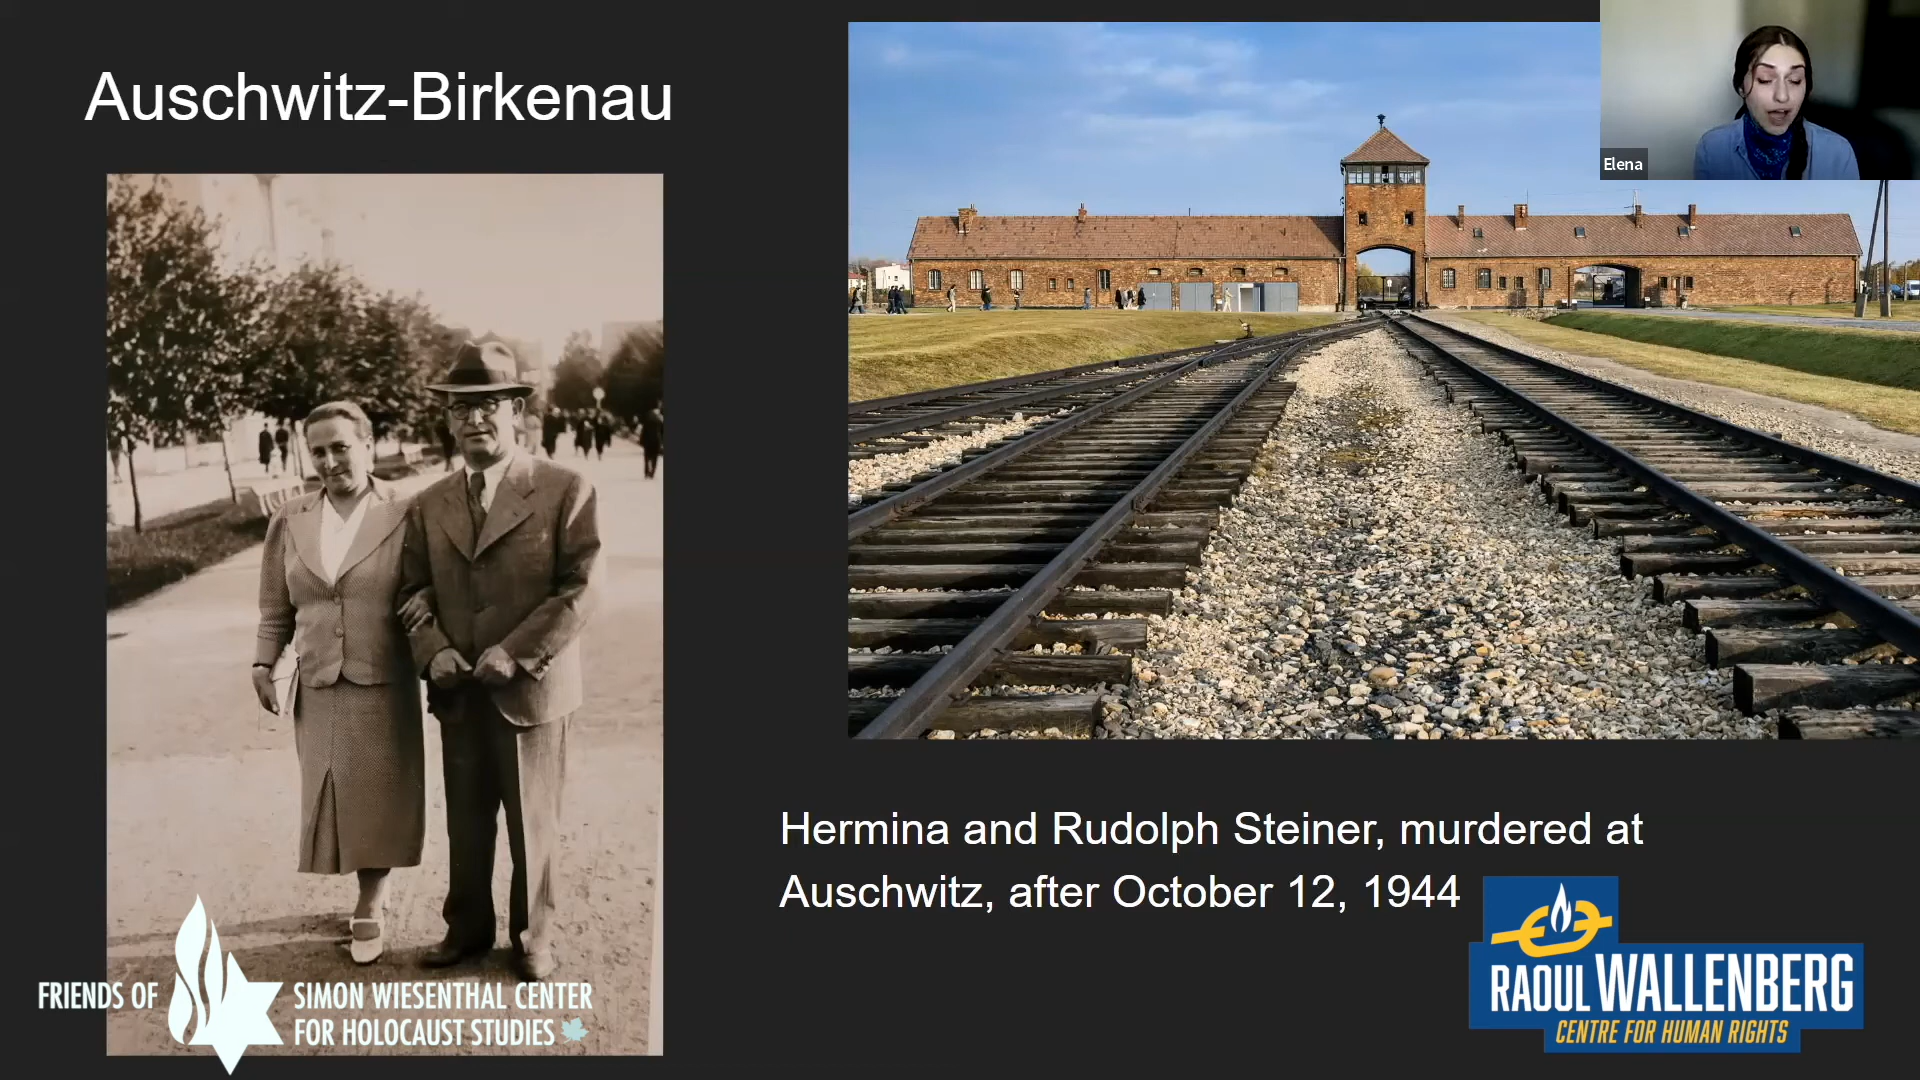 Auschwitz-Birkenau
Elena
Hermina and Rudolph Steiner, murdered at
Auschwitz, after October 12, 1944
FRIENDS OF
SIMON WIESENTHAL CENTER
FOR HOLOCAUST STUDIES
RAOUL WALLENBERG
CENTRE FOR HUMAN RIGHTS